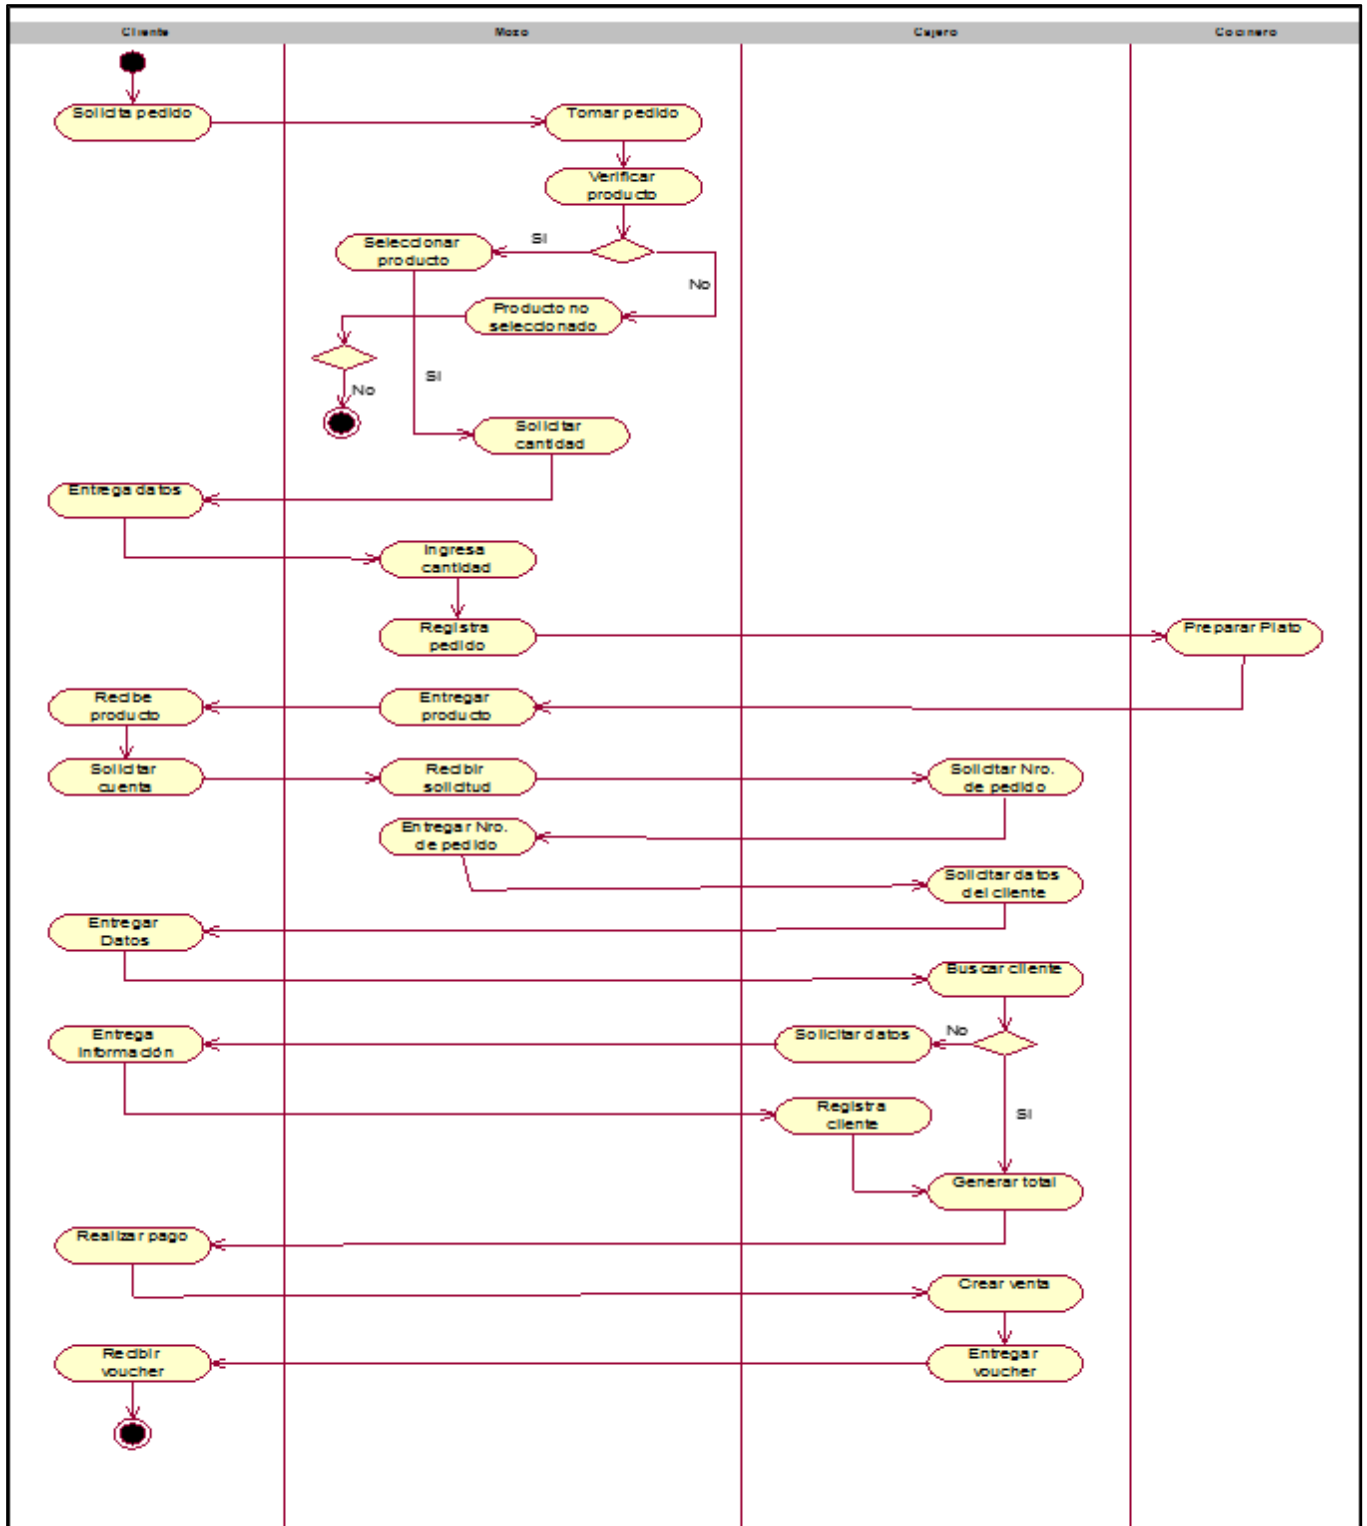 Cliente
Mozo
Cajero
Cocinero
Solicita pedido
Tomar pedido
Verificar
producto
Si
Seleccionar
producto
No
Producto no
seleccionado
Si
No
Solicitar
cantidad
Entrega datos
Ingresa
cantidad
Registra
pedido
Preparar Plato
Recibe
producto
Entregar
producto
Solicitar
cuenta
Recibir
solicitud
Solicitar Nro.
de pedido
Entregar Nro.
de pedido
Solicitar datos
del cliente
Entregar
Datos
Buscar cliente
Entrega
Información
Solicitar datos
No
Registra
cliente
Si
Generar total
Realizar pago
Crear venta
Recibir
voucher
Entregar
voucher